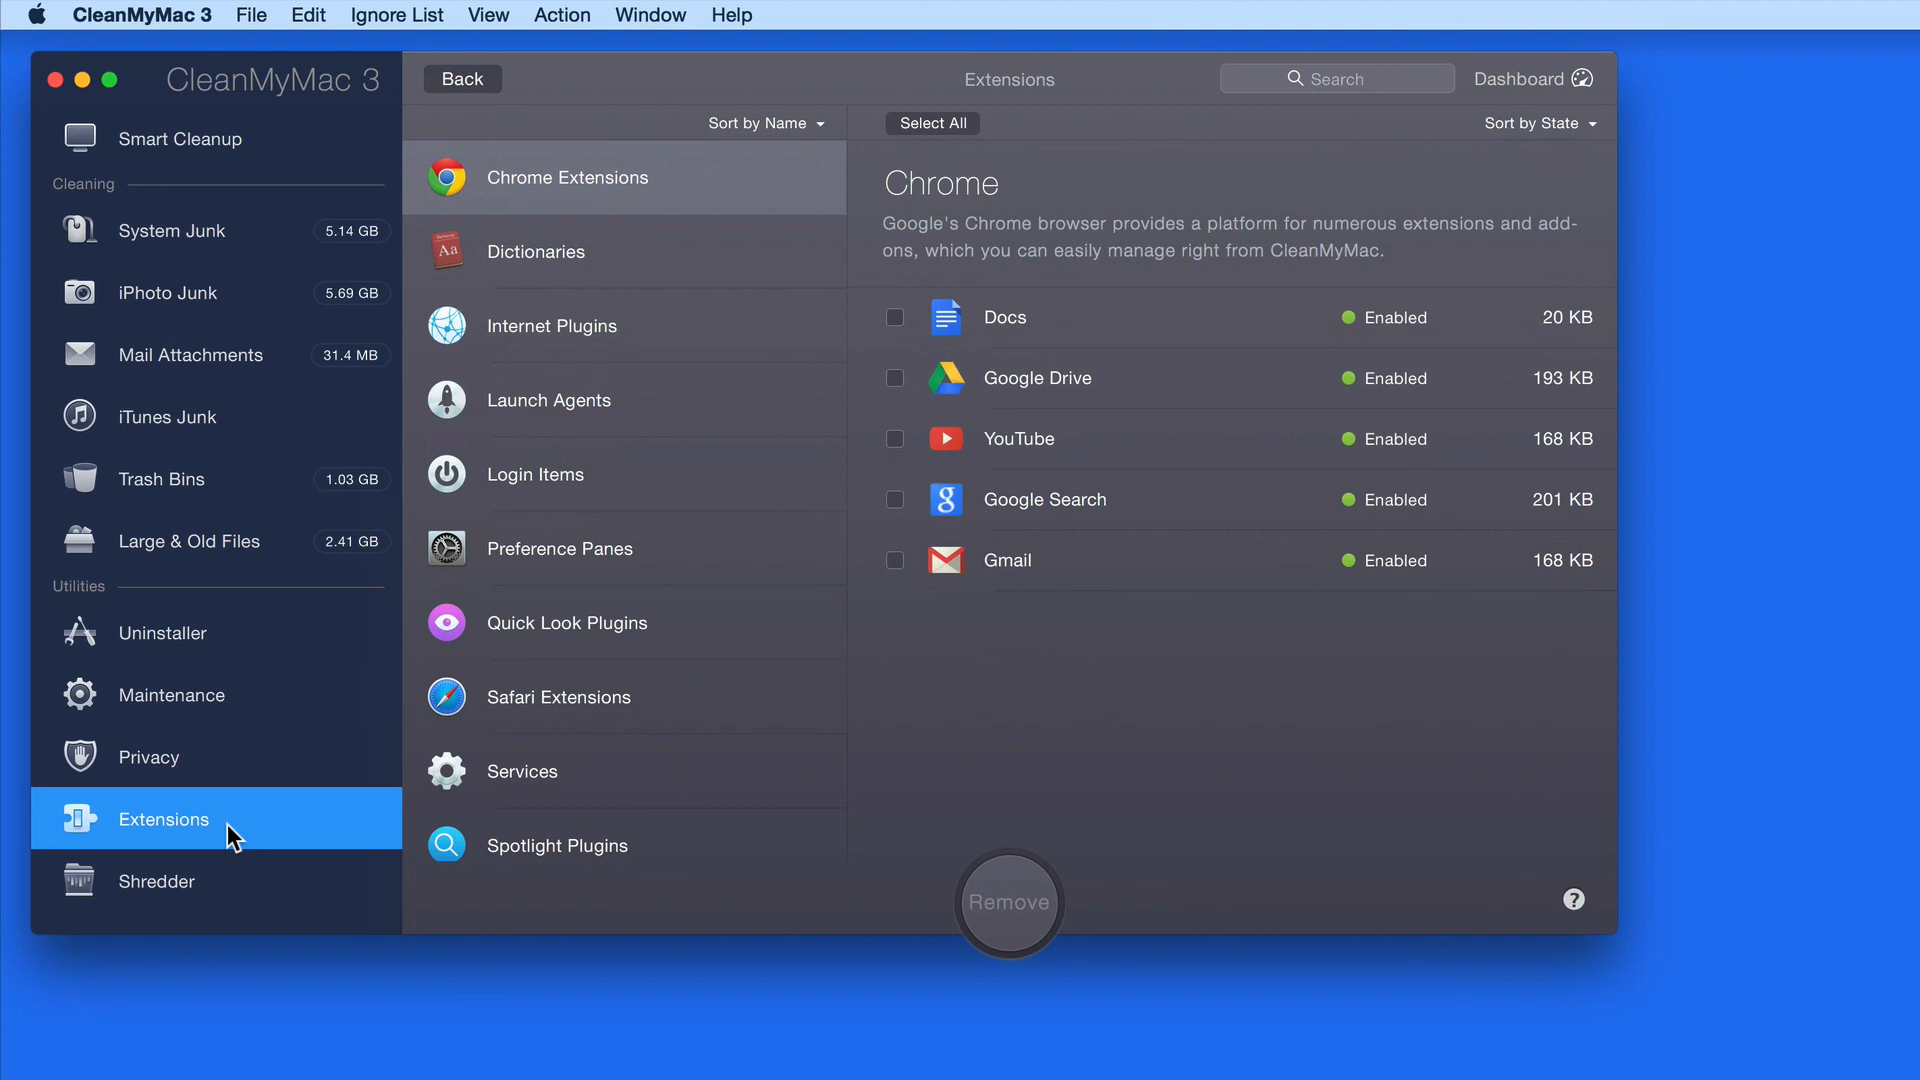 CleanMyMac 3 File Edit Ignore List View Action Window Help
CleanMyMac 3
Smart Cleanup
Cleaning
System Junk 5.14 GB
iPhoto Junk 5.69 GB
Mail Attachments 31.4 MB
iTunes Junk
Trash Bins 1.03 GB
Large & Old Files 2.41 GB
Utilities
Uninstaller
Maintenance
Privacy
Extensions
Shredder
Back Extensions Search Dashboard
Sort by Name
Chrome Extensions
Aa Dictionaries
Internet Plugins
Launch Agents
Login Items
Preference Panes
Quick Look Plugins
Safari Extensions
Services
Spotlight Plugins
Select All Sort by State
Chrome
Google's Chrome browser provides a platform for numerous extensions and add-
ons, which you can easily manage right from CleanMyMac.
Docs Enabled 20 KB
Google Drive Enabled 193 KB
YouTube Enabled 168 KB
g Google Search Enabled 201 KB
Gmail Enabled 168 KB
Remove
?